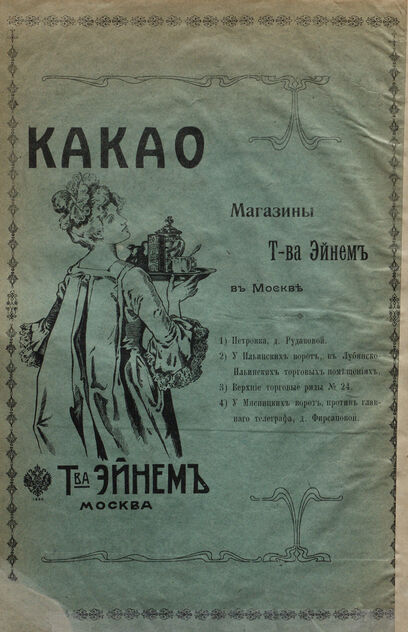 КАКАО
Магазины
Т-ва Эйнемъ
въ Москвѣ
1) Петровка, д. Рудаковой.
2) У Ильинскихъ воротъ, въ Лубянско-
Ильинскихъ торговыхъ помѣщеніяхъ.
3) Верхніе торговые ряды № 24.
4) У Мясницкихъ воротъ, противъ глав-
наго телеграфа, д. Фирсановой.
Т ВА ЭЙНЕМЪ
МОСКВА